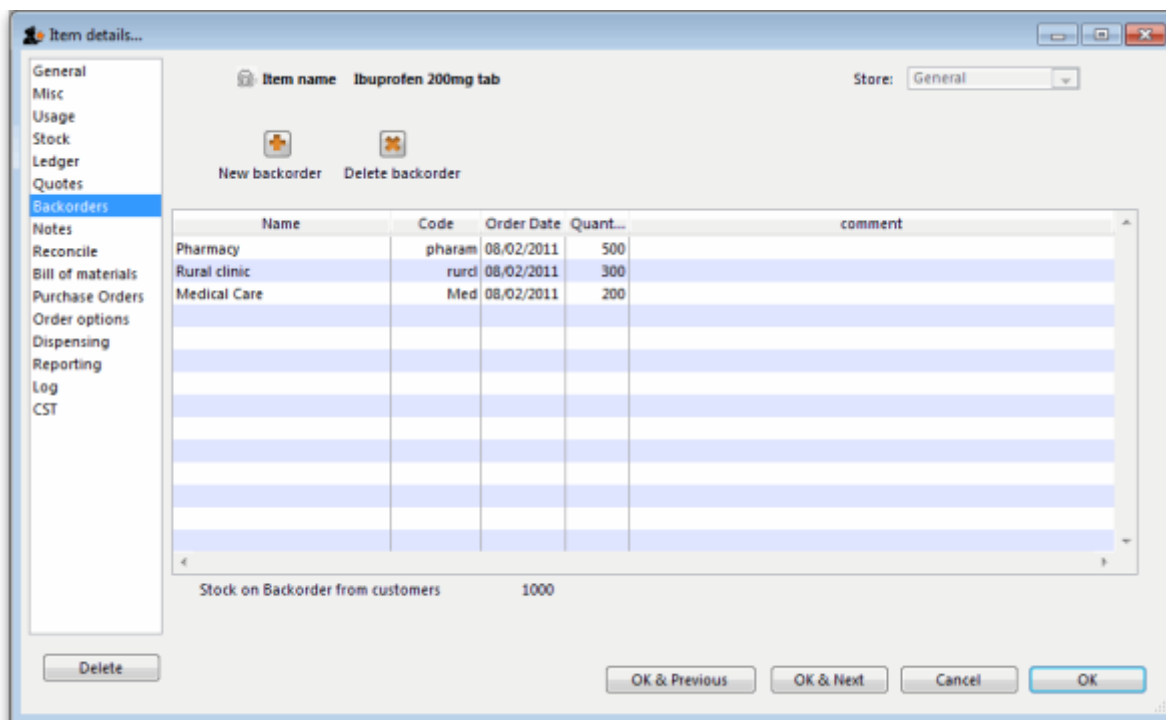 Item details...
General
Misc
Usage
Stock
Ledger
Quotes
Backorders
Notes
Reconcile
Bill of materials
Purchase Orders
Order options
Dispensing
Reporting
Log
CST
Delete
Item name Ibuprofen 200mg tab Store: General
New backorder Delete backorder
Name Code Order Date Quant... comment
Pharmacy pharam 08/02/2011 500
Rural clinic rurcl 08/02/2011 300
Medical Care Med 08/02/2011 200
Stock on Backorder from customers 1000
OK & Previous OK & Next Cancel OK